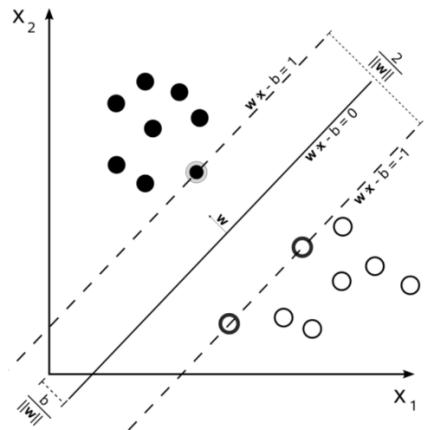 X₂
w x - b = 1
2
||w||
w x - b = 0
w x - b = -1
w
b
||w||
X₁